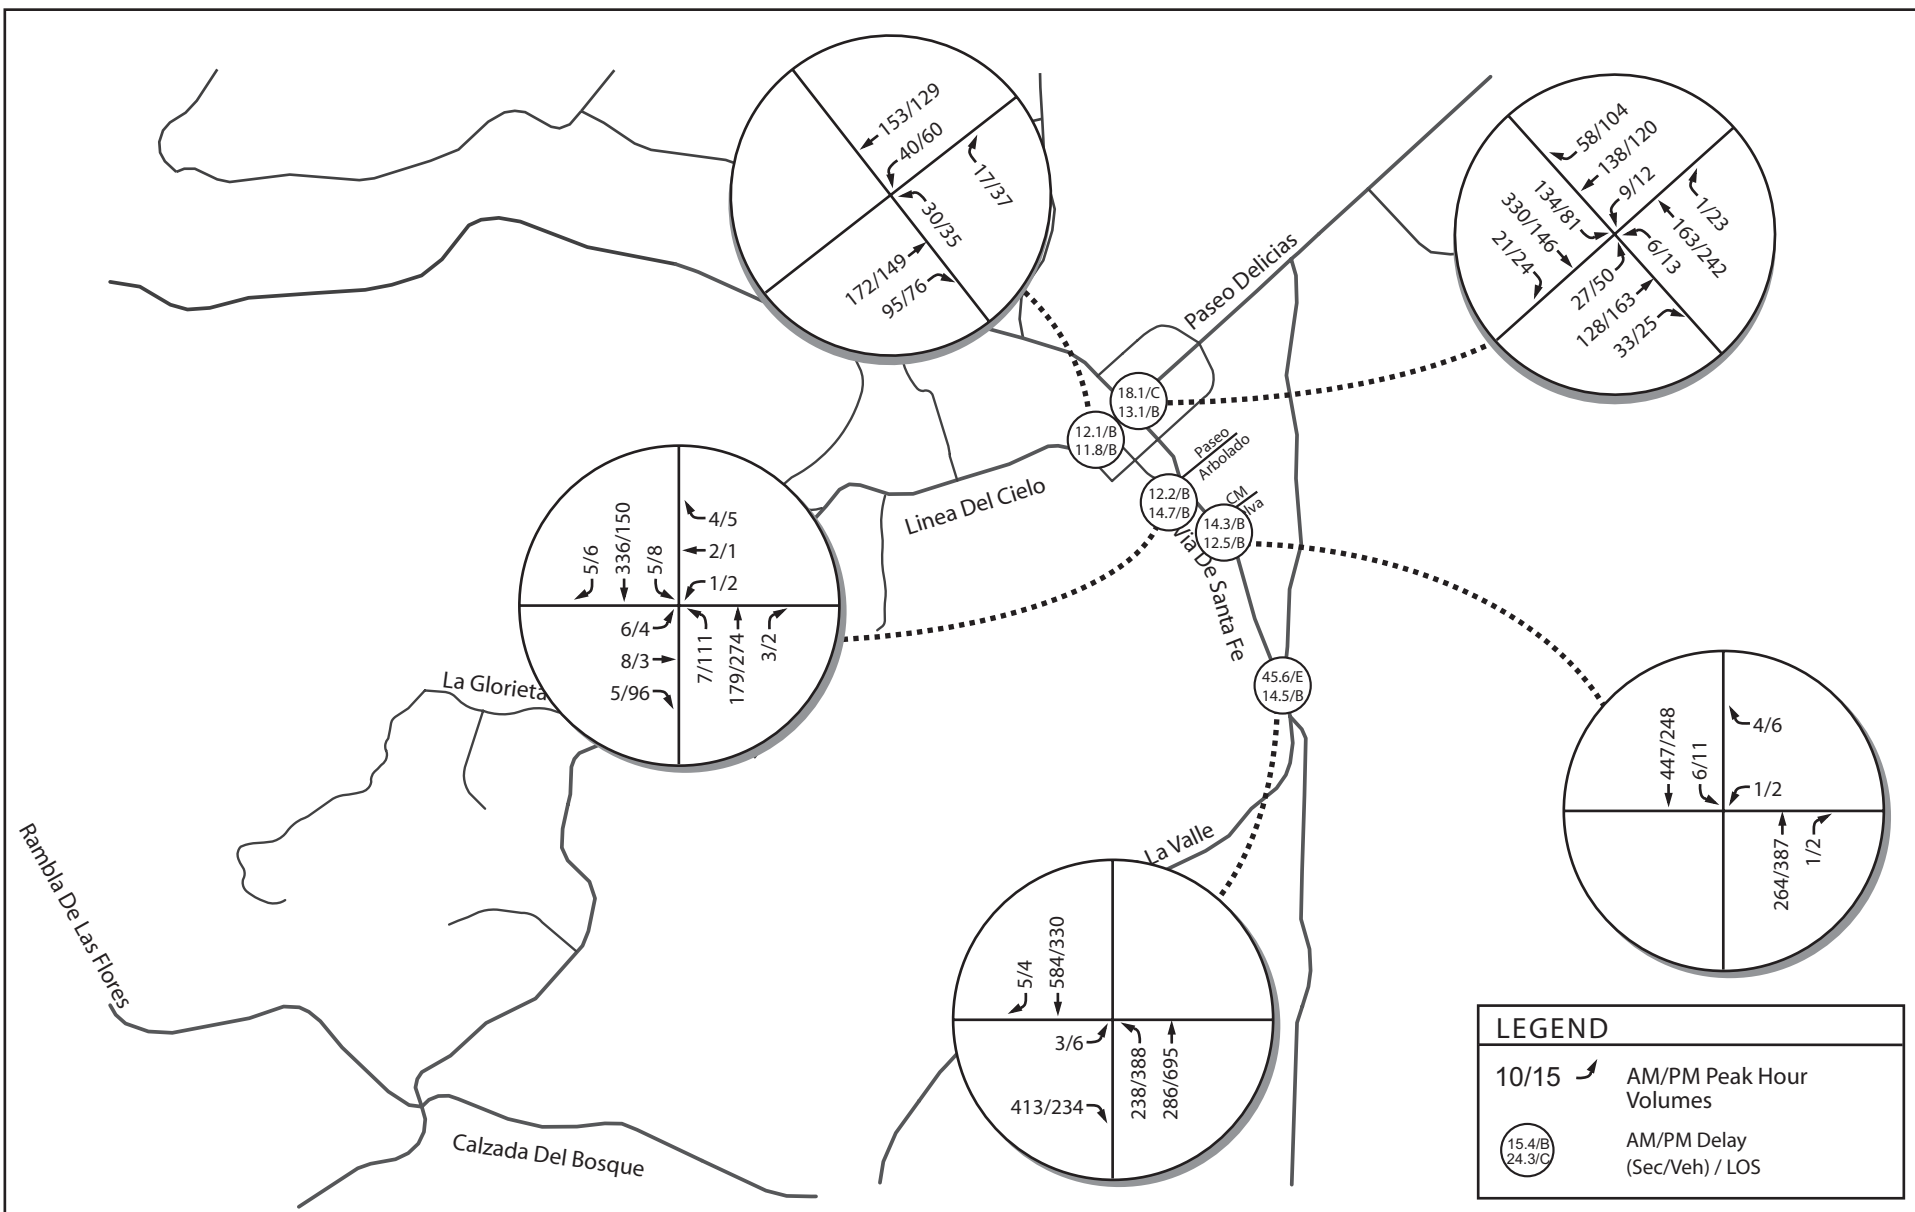 153/129
40/60
17/37
30/35
172/149
95/76
58/104
138/120
9/12
134/81
330/146
21/24
1/23
163/242
6/13
27/50
128/163
33/25
Paseo Delicias
18.1/C
13.1/B
12.1/B
11.8/B
Paseo
Arbolado
12.2/B
14.7/B
CM
lva
14.3/B
12.5/B
Linea Del Cielo
Via De Santa Fe
45.6/E
14.5/B
5/6
336/150
5/8
4/5
2/1
1/2
6/4
8/3
5/96
7/111
179/274
3/2
La Glorieta
447/248
6/11
4/6
1/2
264/387
1/2
La Valle
5/4
584/330
3/6
413/234
238/388
286/695
Rambla De Las Flores
Calzada Del Bosque
LEGEND
10/15
AM/PM Peak Hour
Volumes
15.4/B
24.3/C
AM/PM Delay
(Sec/Veh) / LOS